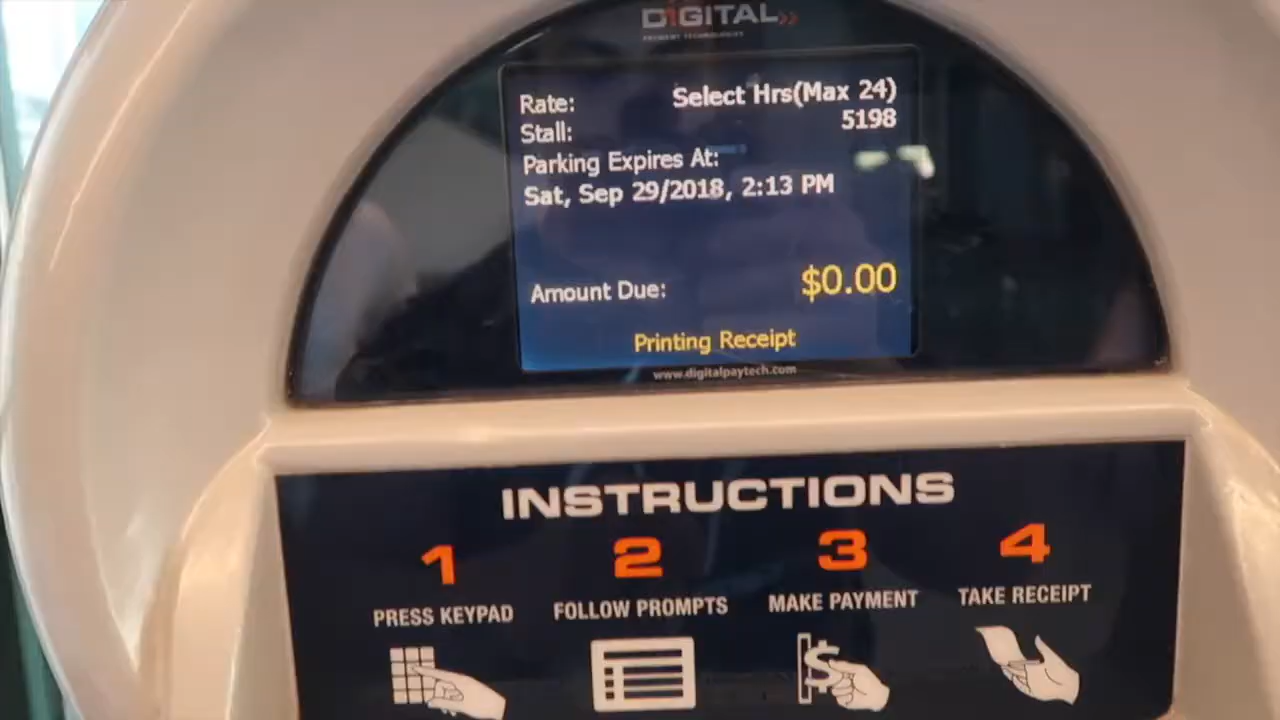 DiGITAL
PAYMENT TECHNOLOGIES
Rate: Select Hrs(Max 24)
Stall: 5198
Parking Expires At:
Sat, Sep 29/2018, 2:13 PM
Amount Due: $0.00
Printing Receipt
www.digitalpaytech.com
INSTRUCTIONS
1 2 3 4
PRESS KEYPAD FOLLOW PROMPTS MAKE PAYMENT TAKE RECEIPT
$